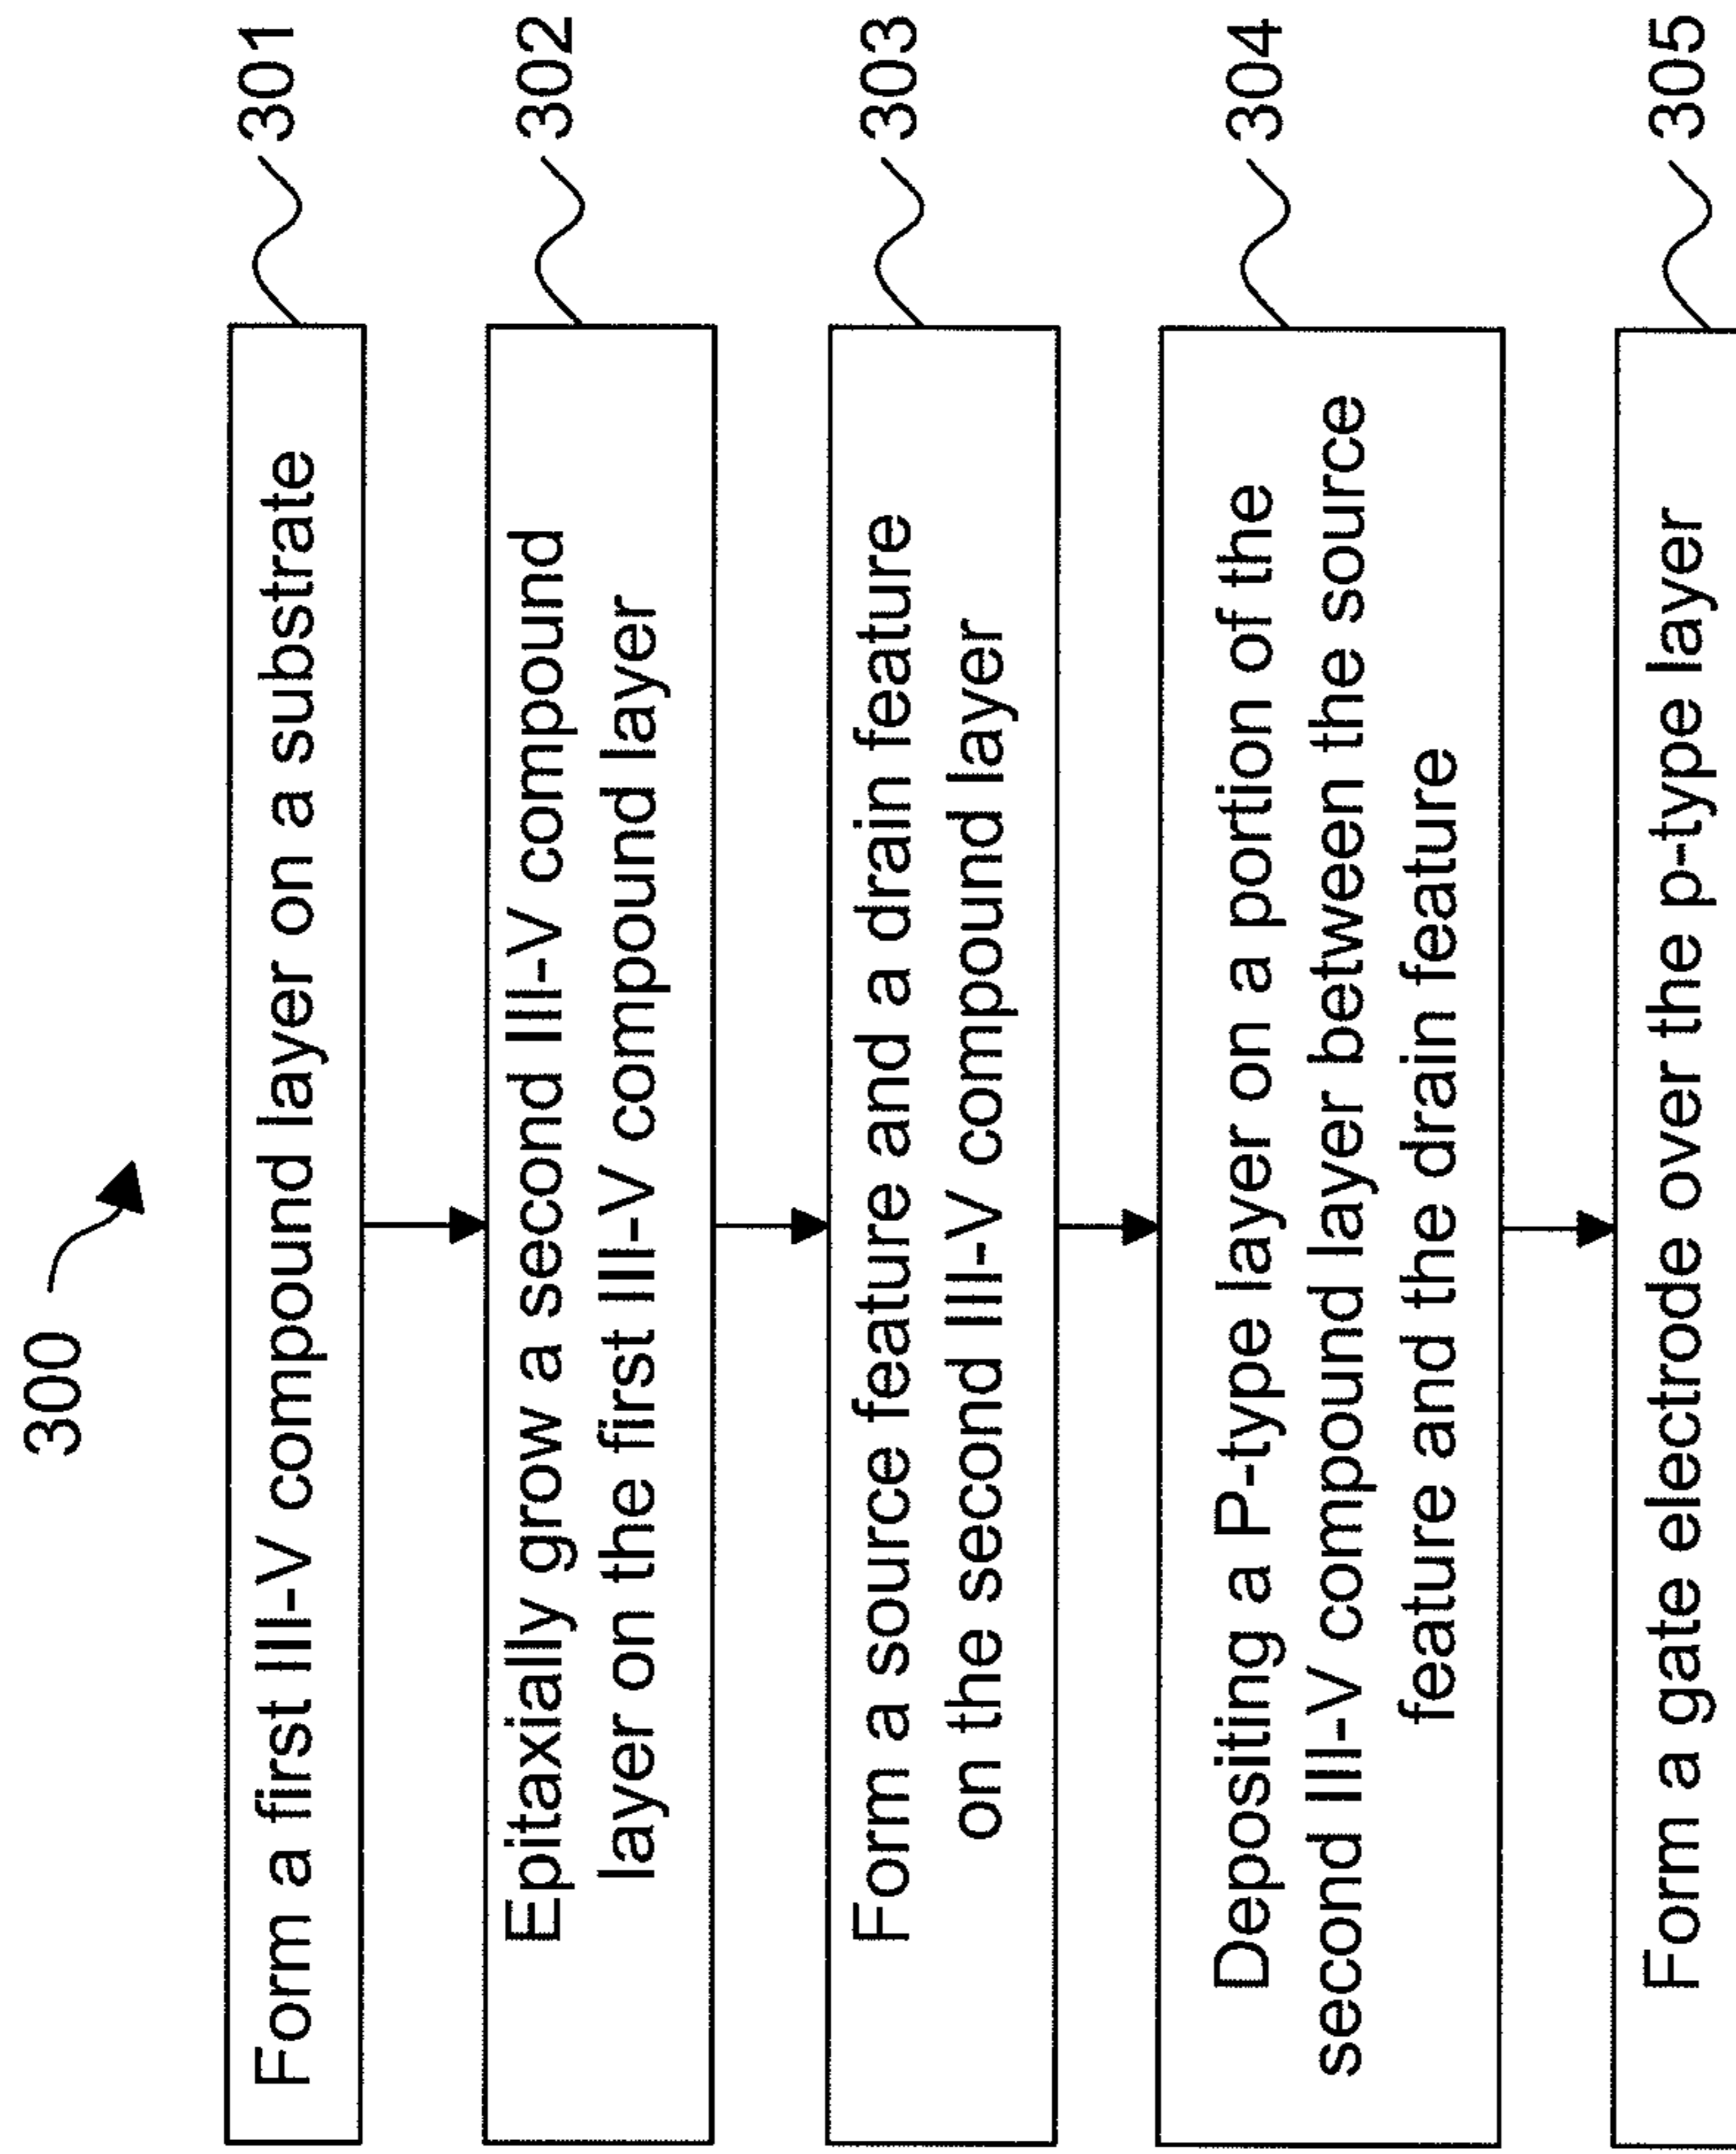 300
Form a first III-V compound layer on a substrate
301
Epitaxially grow a second III-V compound
layer on the first III-V compound layer
302
Form a source feature and a drain feature
on the second III-V compound layer
303
Depositing a P-type layer on a portion of the
second III-V compound layer between the source
feature and the drain feature
304
Form a gate electrode over the p-type layer
305